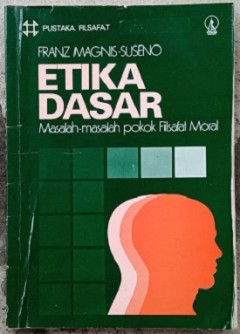 PUSTAKA FILSAFAT
FRANZ MAGNIS-SUSENO
ETIKA
DASAR
Masalah-masalah pokok Filsafat Moral